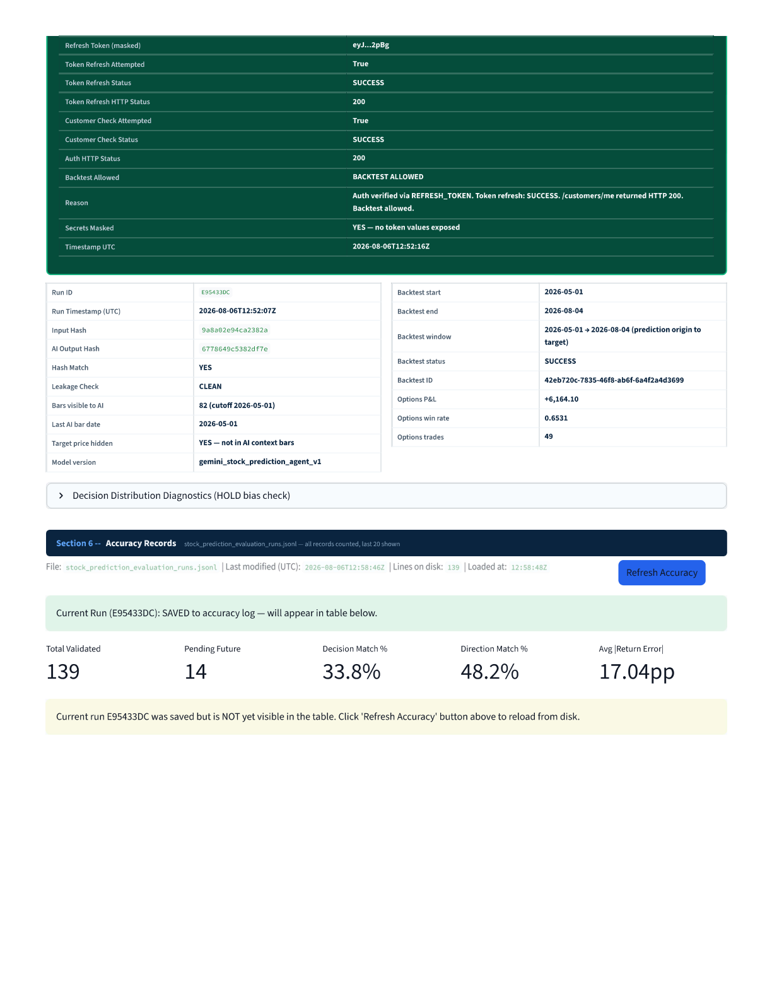 Refresh Token (masked) eyJ...2pBg
Token Refresh Attempted True
Token Refresh Status SUCCESS
Token Refresh HTTP Status 200
Customer Check Attempted True
Customer Check Status SUCCESS
Auth HTTP Status 200
Backtest Allowed BACKTEST ALLOWED
Reason Auth verified via REFRESH_TOKEN. Token refresh: SUCCESS. /customers/me returned HTTP 200.
Backtest allowed.
Secrets Masked YES — no token values exposed
Timestamp UTC 2026-08-06T12:52:16Z
Run ID E95433DC
Run Timestamp (UTC) 2026-08-06T12:52:07Z
Input Hash 9a8a02e94ca2382a
AI Output Hash 6778649c5382df7e
Hash Match YES
Leakage Check CLEAN
Bars visible to AI 82 (cutoff 2026-05-01)
Last AI bar date 2026-05-01
Target price hidden YES — not in AI context bars
Model version gemini_stock_prediction_agent_v1
Backtest start 2026-05-01
Backtest end 2026-08-04
Backtest window 2026-05-01 → 2026-08-04 (prediction origin to
target)
Backtest status SUCCESS
Backtest ID 42eb720c-7835-46f8-ab6f-6a4f2a4d3699
Options P&L +6,164.10
Options win rate 0.6531
Options trades 49
Decision Distribution Diagnostics (HOLD bias check)
Section 6 -- Accuracy Records stock_prediction_evaluation_runs.jsonl — all records counted, last 20 shown
File: stock_prediction_evaluation_runs.jsonl | Last modified (UTC): 2026-08-06T12:58:46Z | Lines on disk: 139 | Loaded at: 12:58:48Z
Refresh Accuracy
Current Run (E95433DC): SAVED to accuracy log — will appear in table below.
Total Validated Pending Future Decision Match % Direction Match % Avg |Return Error|
139 14 33.8% 48.2% 17.04pp
Current run E95433DC was saved but is NOT yet visible in the table. Click 'Refresh Accuracy' button above to reload from disk.